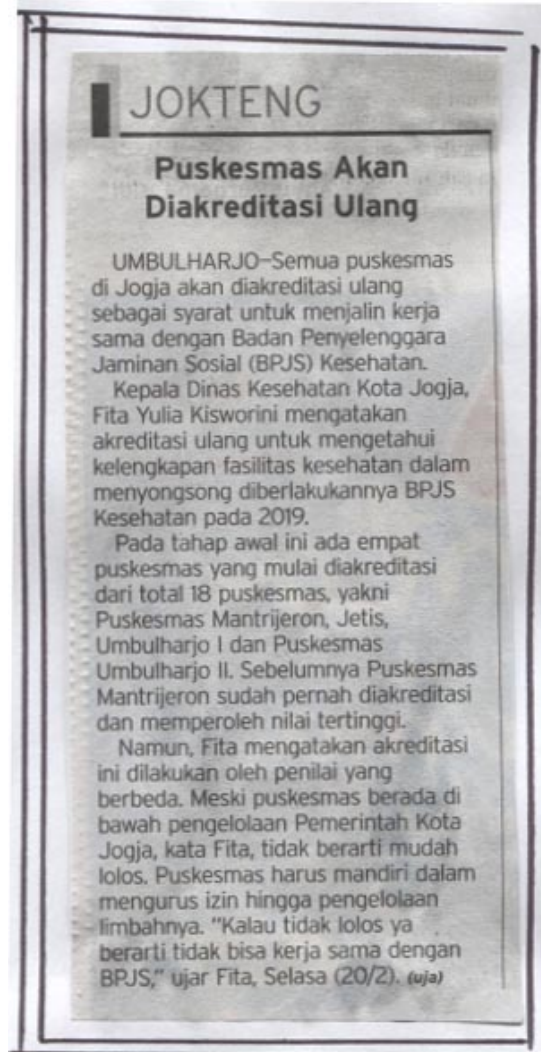 JOKTENG
Puskesmas Akan
Diakreditasi Ulang
UMBULHARJO–Semua puskesmas
di Jogja akan diakreditasi ulang
sebagai syarat untuk menjalin kerja
sama dengan Badan Penyelenggara
Jaminan Sosial (BPJS) Kesehatan.
Kepala Dinas Kesehatan Kota Jogja,
Fita Yulia Kisworini mengatakan
akreditasi ulang untuk mengetahui
kelengkapan fasilitas kesehatan dalam
menyongsong diberlakukannya BPJS
Kesehatan pada 2019.
Pada tahap awal ini ada empat
puskesmas yang mulai diakreditasi
dari total 18 puskesmas, yakni
Puskesmas Mantrijeron, Jetis,
Umbulharjo I dan Puskesmas
Umbulharjo II. Sebelumnya Puskesmas
Mantrijeron sudah pernah diakreditasi
dan memperoleh nilai tertinggi.
Namun, Fita mengatakan akreditasi
ini dilakukan oleh penilai yang
berbeda. Meski puskesmas berada di
bawah pengelolaan Pemerintah Kota
Jogja, kata Fita, tidak berarti mudah
lolos. Puskesmas harus mandiri dalam
mengurus izin hingga pengelolaan
limbahnya. "Kalau tidak lolos ya
berarti tidak bisa kerja sama dengan
BPJS," ujar Fita, Selasa (20/2). (uja)